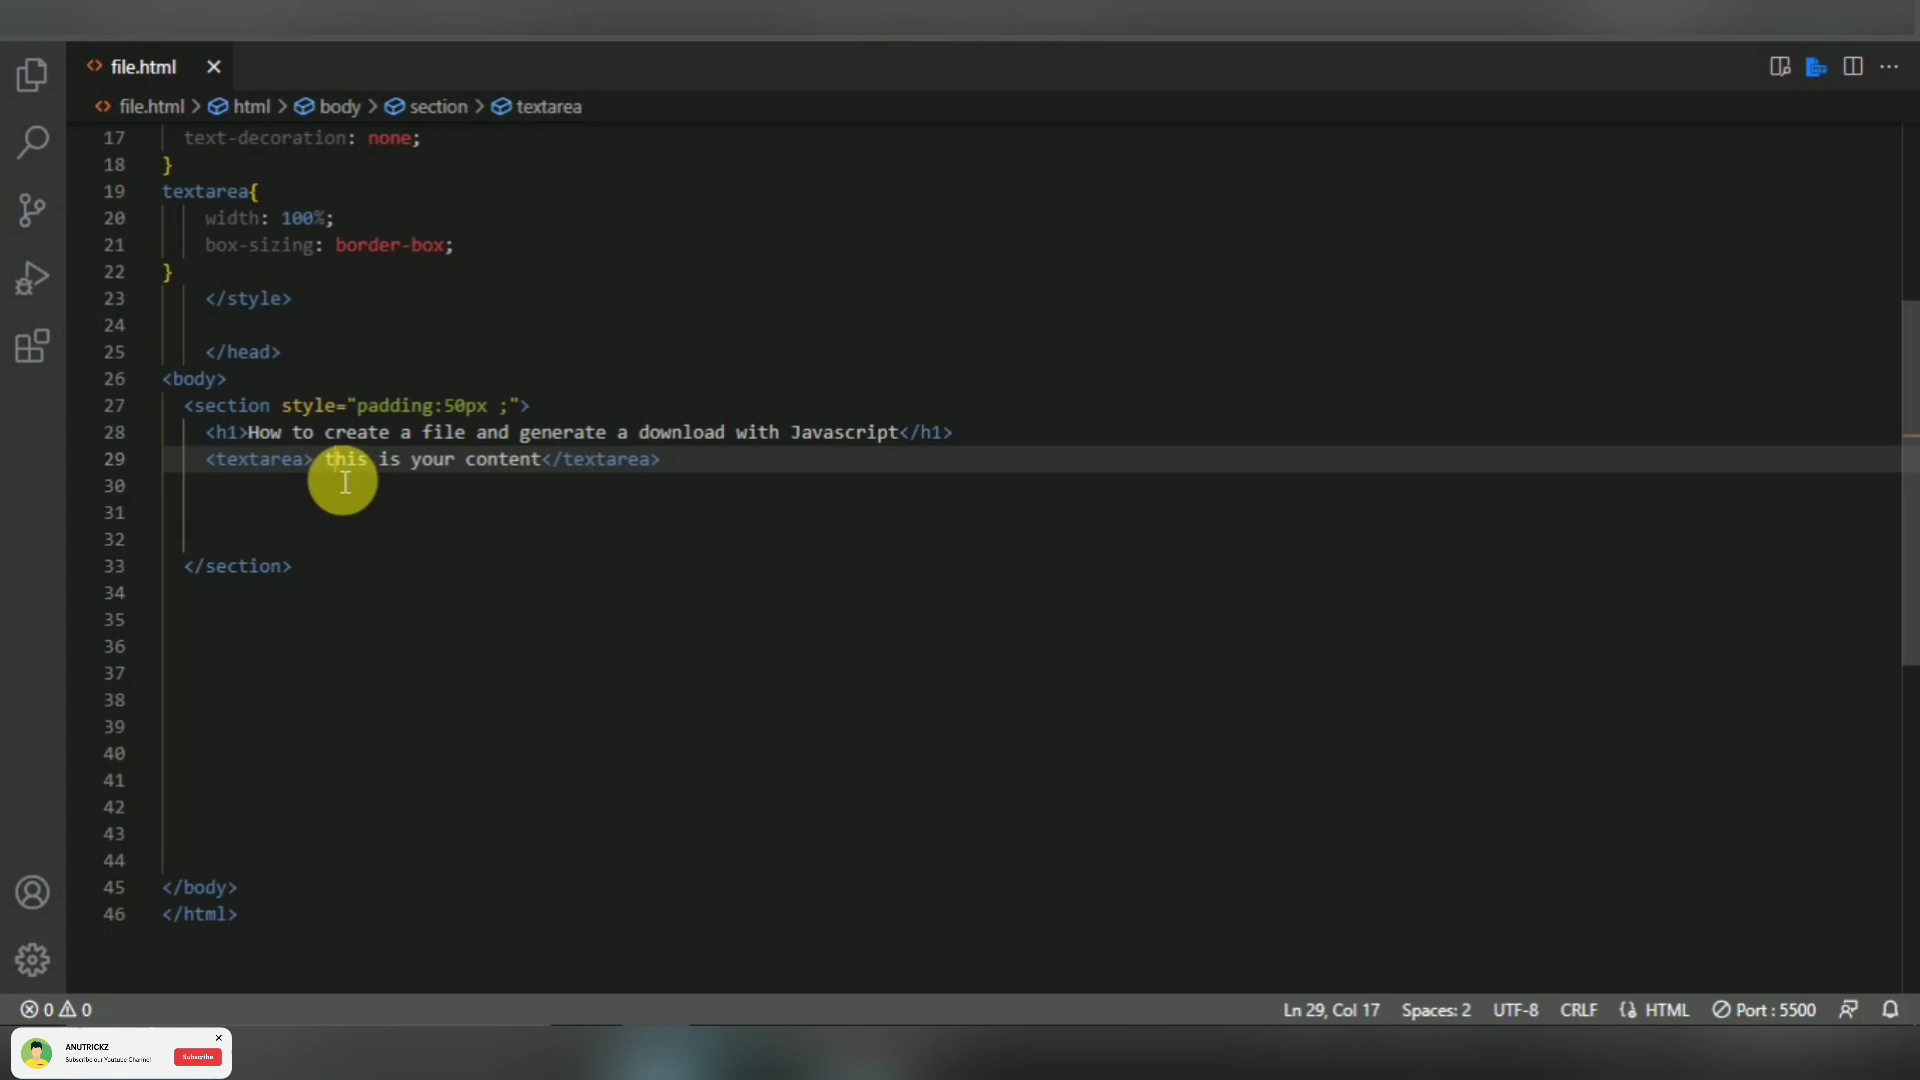 file.html
file.html > html > body > section > textarea
17 text-decoration: none;
18 }
19 textarea{
20 width: 100%;
21 box-sizing: border-box;
22 }
23 </style>
24
25 </head>
26 <body>
27 <section style="padding:50px ;">
28 <h1>How to create a file and generate a download with Javascript</h1>
29 <textarea> this is your content</textarea>
30
31
32
33 </section>
34
35
36
37
38
39
40
41
42
43
44
45 </body>
46 </html>
0 0 Ln 29, Col 17 Spaces: 2 UTF-8 CRLF HTML Port : 5500
ANUTRICKZ
Subscribe our Youtube Channel
Subscribe